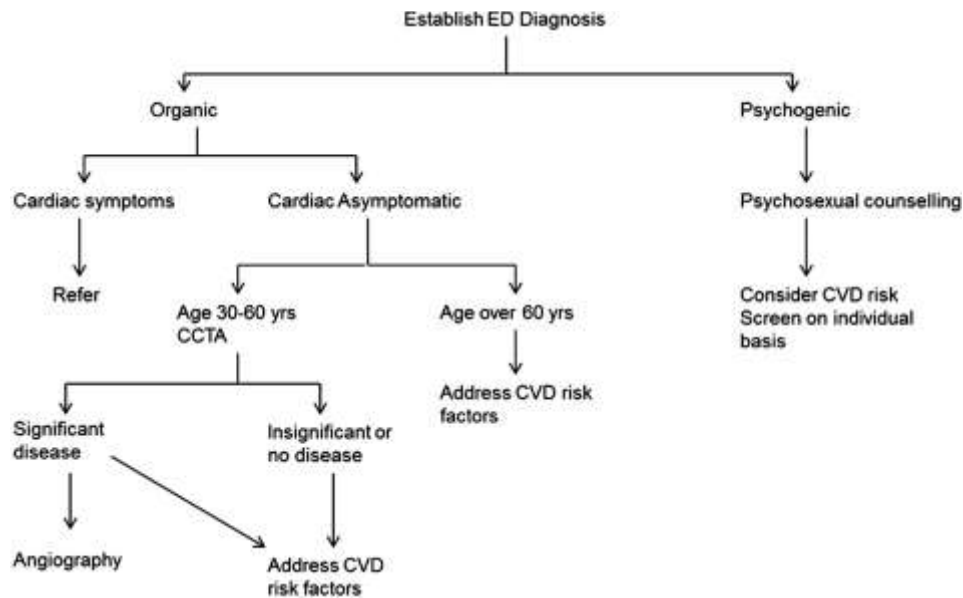 Establish ED Diagnosis
Organic
Psychogenic
Cardiac symptoms
Cardiac Asymptomatic
Psychosexual counselling
Refer
Age 30-60 yrs
CCTA
Age over 60 yrs
Consider CVD risk
Screen on individual
basis
Address CVD risk
factors
Significant
disease
Insignificant or
no disease
Angiography
Address CVD
risk factors